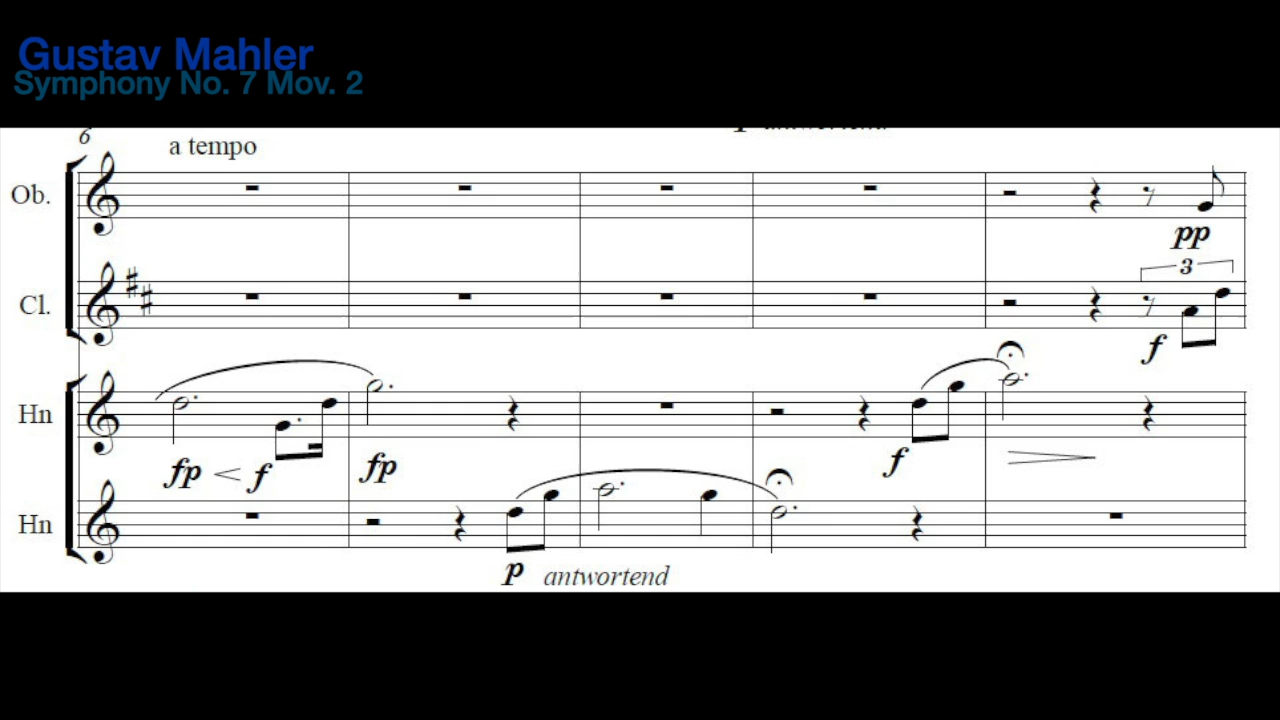 Gustav Mahler
Symphony No. 7 Mov. 2
6
a tempo
Ob.
pp
Cl.
3
f
Hn
fp
f
fp
f
Hn
p antwortend